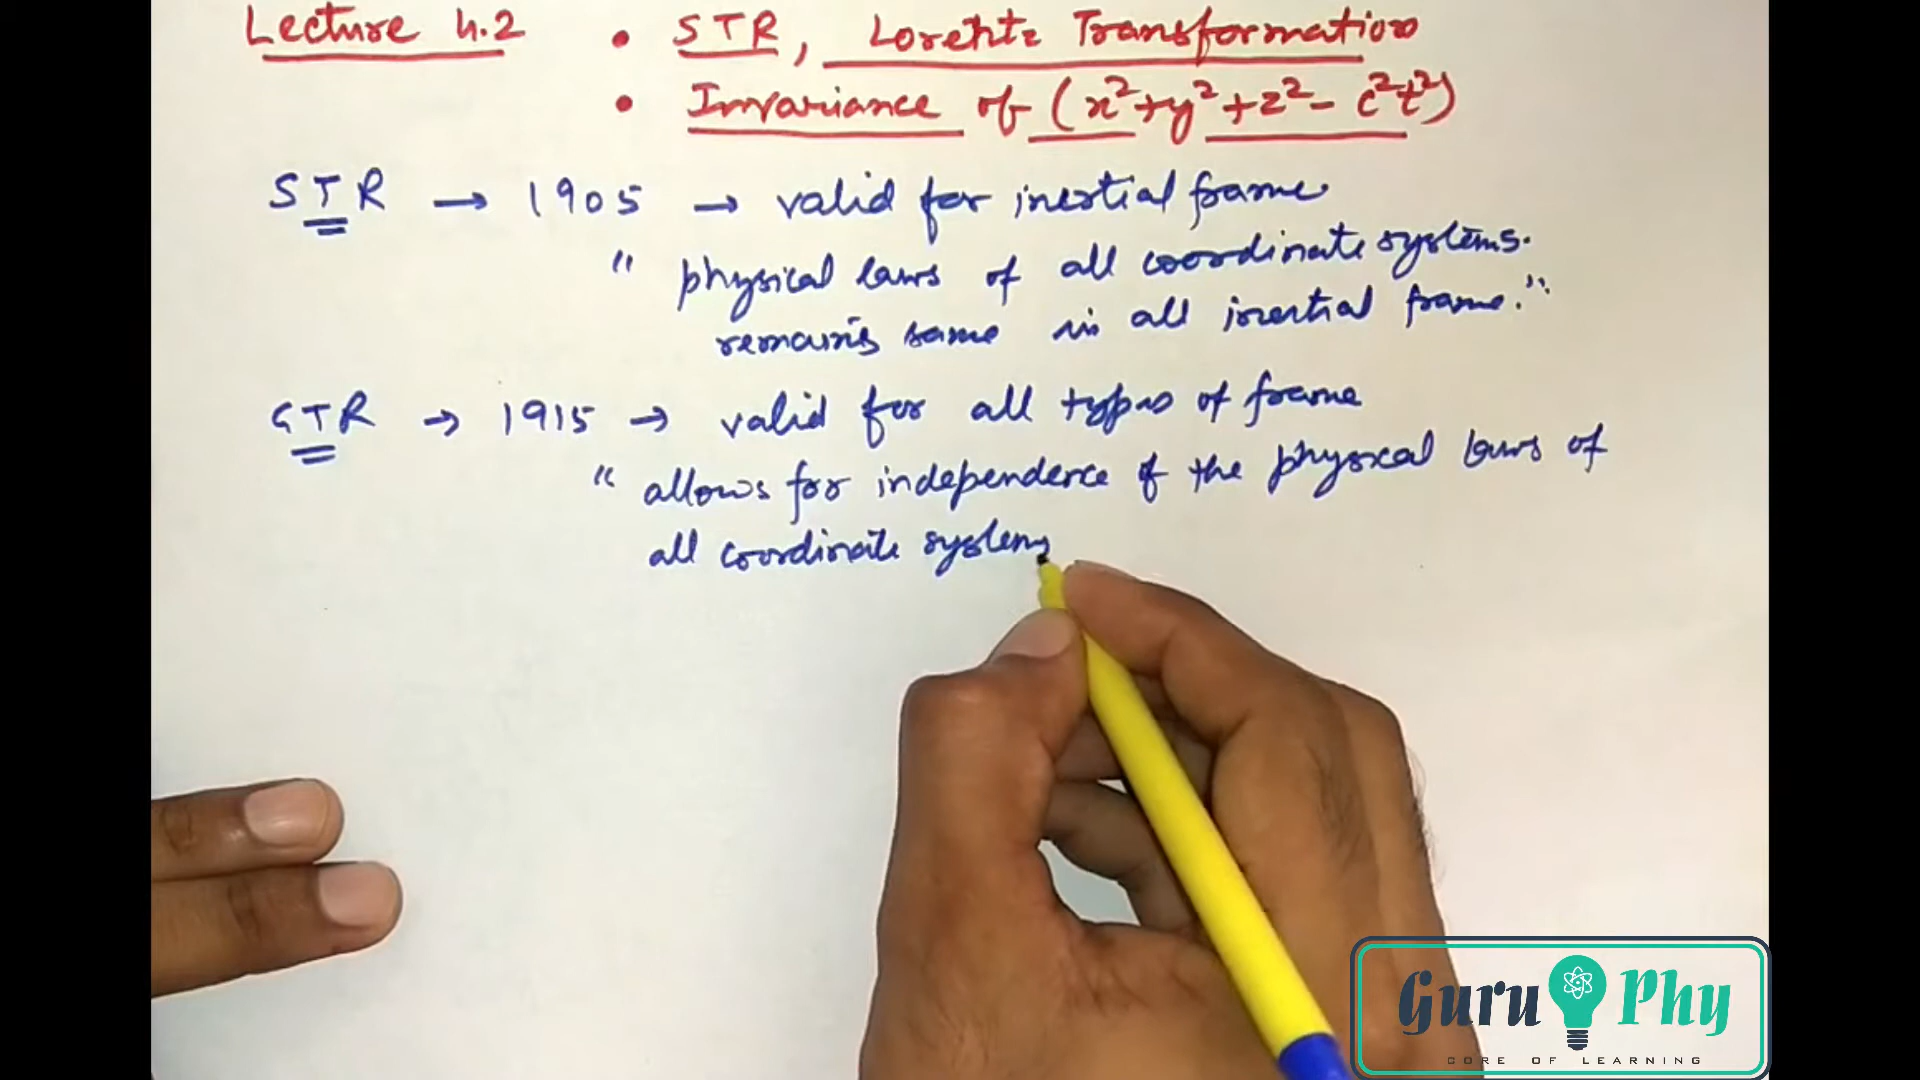 Lecture 4.2 • STR, Lorentz Transformation
• Invariance of (x²+y²+z²- c²t²)
STR → 1905 → valid for inertial frame
" physical laws of all coordinate systems.
remains same in all inertial frame."
GTR → 1915 → valid for all types of frame
" allows for independence of the physical laws of
all coordinate systems
Guru Phy
CORE OF LEARNING